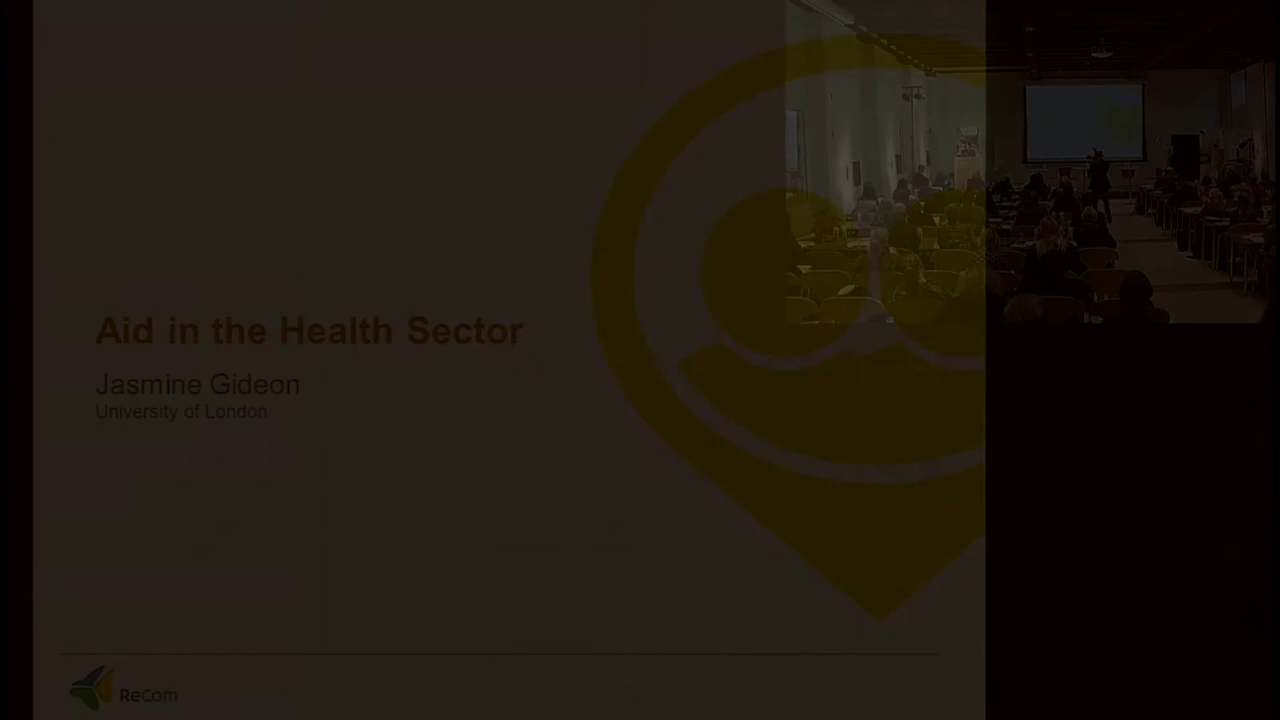 Aid in the Health Sector
Jasmine Gideon
University of London
ReCom